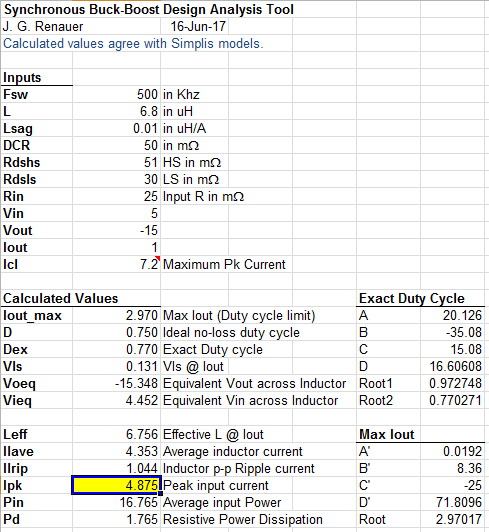 Synchronous Buck-Boost Design Analysis Tool
J. G. Renauer 16-Jun-17
Calculated values agree with Simplis models.
Inputs
Fsw 500 in Khz
L 6.8 in uH
Lsag 0.01 in uH/A
DCR 50 in mΩ
Rdshs 51 HS in mΩ
Rdsls 30 LS in mΩ
Rin 25 Input R in mΩ
Vin 5
Vout -15
Iout 1
Icl 7.2 Maximum Pk Current
Calculated Values Exact Duty Cycle
Iout_max 2.970 Max Iout (Duty cycle limit) A 20.126
D 0.750 Ideal no-loss duty cycle B -35.08
Dex 0.770 Exact Duty cycle C 15.08
Vls 0.131 Vls @ Iout D 16.60608
Voeq -15.348 Equivalent Vout across Inductor Root1 0.972748
Vieq 4.452 Equivalent Vin across Inductor Root2 0.770271
Leff 6.756 Effective L @ Iout Max Iout
Ilave 4.353 Average inductor current A' 0.0192
Ilrip 1.044 Inductor p-p Ripple current B' 8.36
Ipk 4.875 Peak input current C' -25
Pin 16.765 Average input Power D' 71.8096
Pd 1.765 Resistive Power Dissipation Root 2.97017